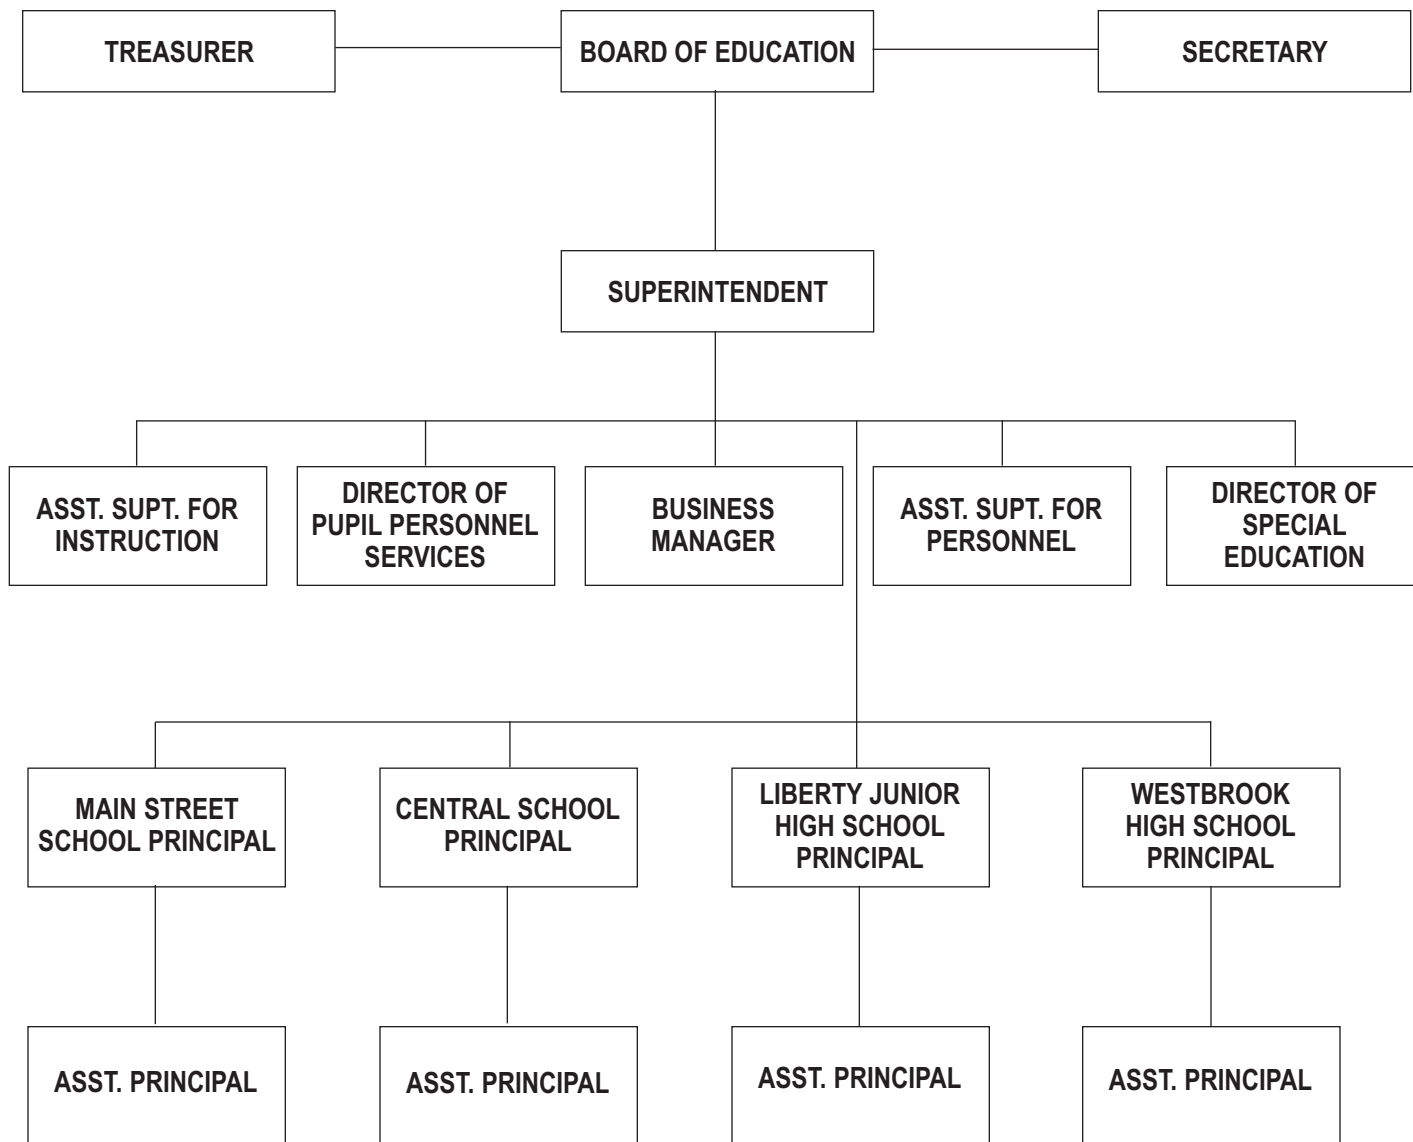 TREASURER
BOARD OF EDUCATION
SECRETARY
SUPERINTENDENT
ASST. SUPT. FOR
INSTRUCTION
DIRECTOR OF
PUPIL PERSONNEL
SERVICES
BUSINESS
MANAGER
ASST. SUPT. FOR
PERSONNEL
DIRECTOR OF
SPECIAL
EDUCATION
MAIN STREET
SCHOOL PRINCIPAL
CENTRAL SCHOOL
PRINCIPAL
LIBERTY JUNIOR
HIGH SCHOOL
PRINCIPAL
WESTBROOK
HIGH SCHOOL
PRINCIPAL
ASST. PRINCIPAL
ASST. PRINCIPAL
ASST. PRINCIPAL
ASST. PRINCIPAL